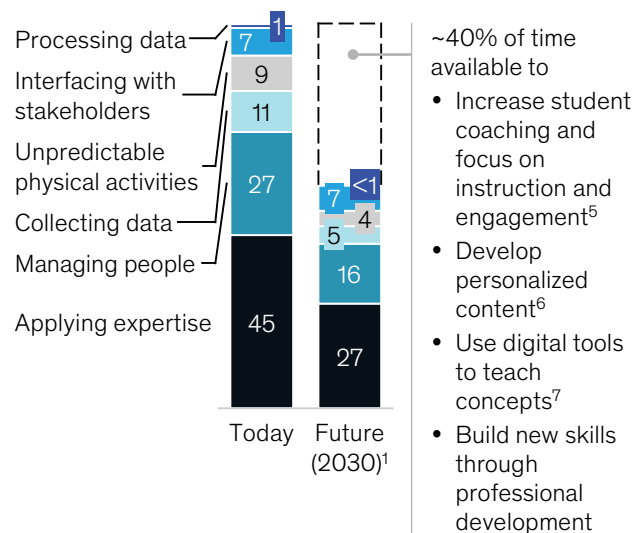 Processing data
Interfacing with
stakeholders
Unpredictable
physical activities
Collecting data
Managing people
Applying expertise
1
7
9
11
27
45
Today
<1
7
4
5
16
27
Future
(2030)1
~40% of time
available to
• Increase student
coaching and
focus on
instruction and
engagement5
• Develop
personalized
content6
• Use digital tools
to teach
concepts7
• Build new skills
through
professional
development